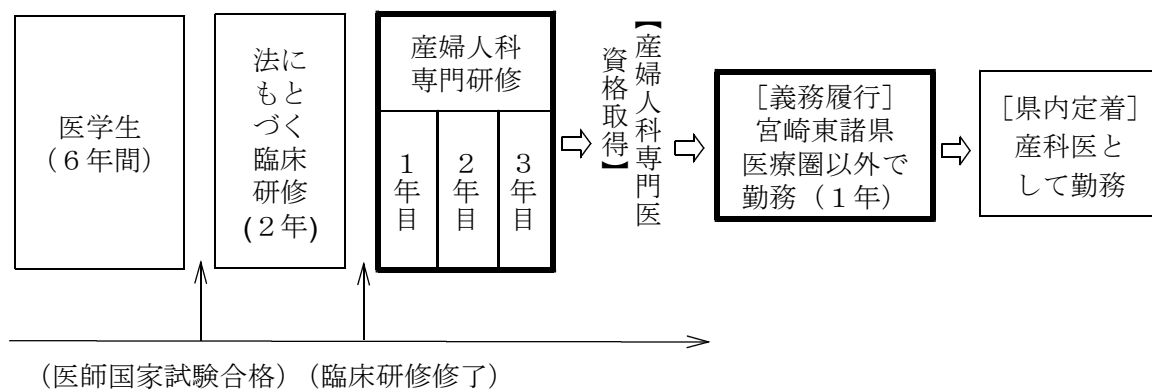 医学生
(6年間)
法に
もと
づく
臨床
研修
(2年)
産婦人科
専門研修
1年目
2年目
3年目
【産婦人科専門医
資格取得】
[義務履行]
宮崎東諸県
医療圏以外で
勤務(1年)
[県内定着]
産科医と
して勤務
(医師国家試験合格)(臨床研修修了)